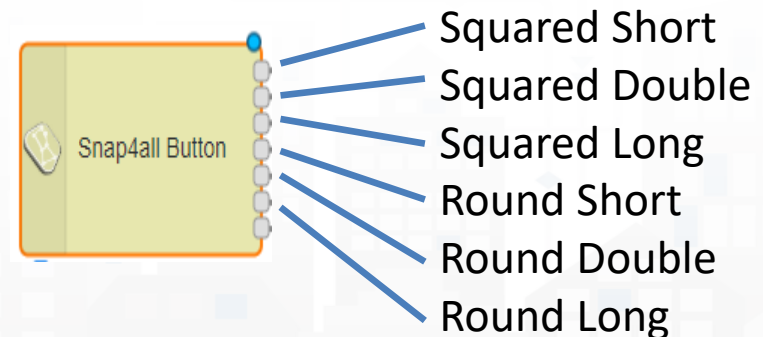 Snap4all Button
Squared Short
Squared Double
Squared Long
Round Short
Round Double
Round Long